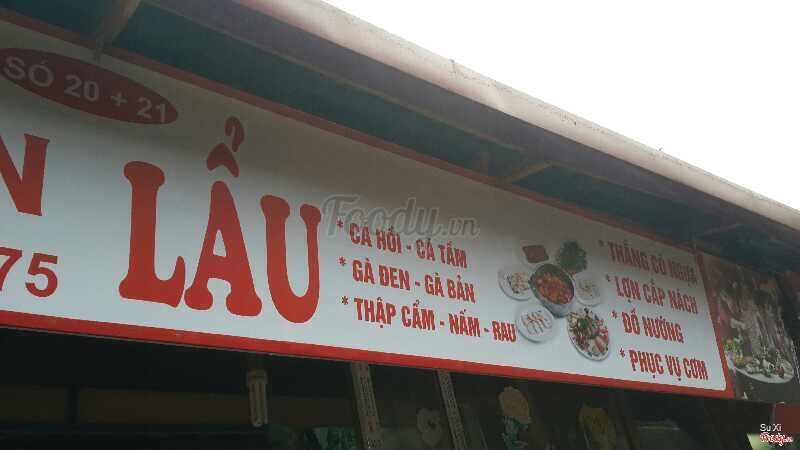 SỐ 20 + 21
N
75
LẨU
* CÁ HỒI - CÁ TẦM
* GÀ ĐEN - GÀ BẢN
* THẬP CẨM - NẤM - RAU
* THẮNG CỐ NGỰA
* LỢN CẮP NÁCH
* ĐỒ NƯỚNG
* PHỤC VỤ CƠM
Foody.vn
Su Xi
Foody.vn